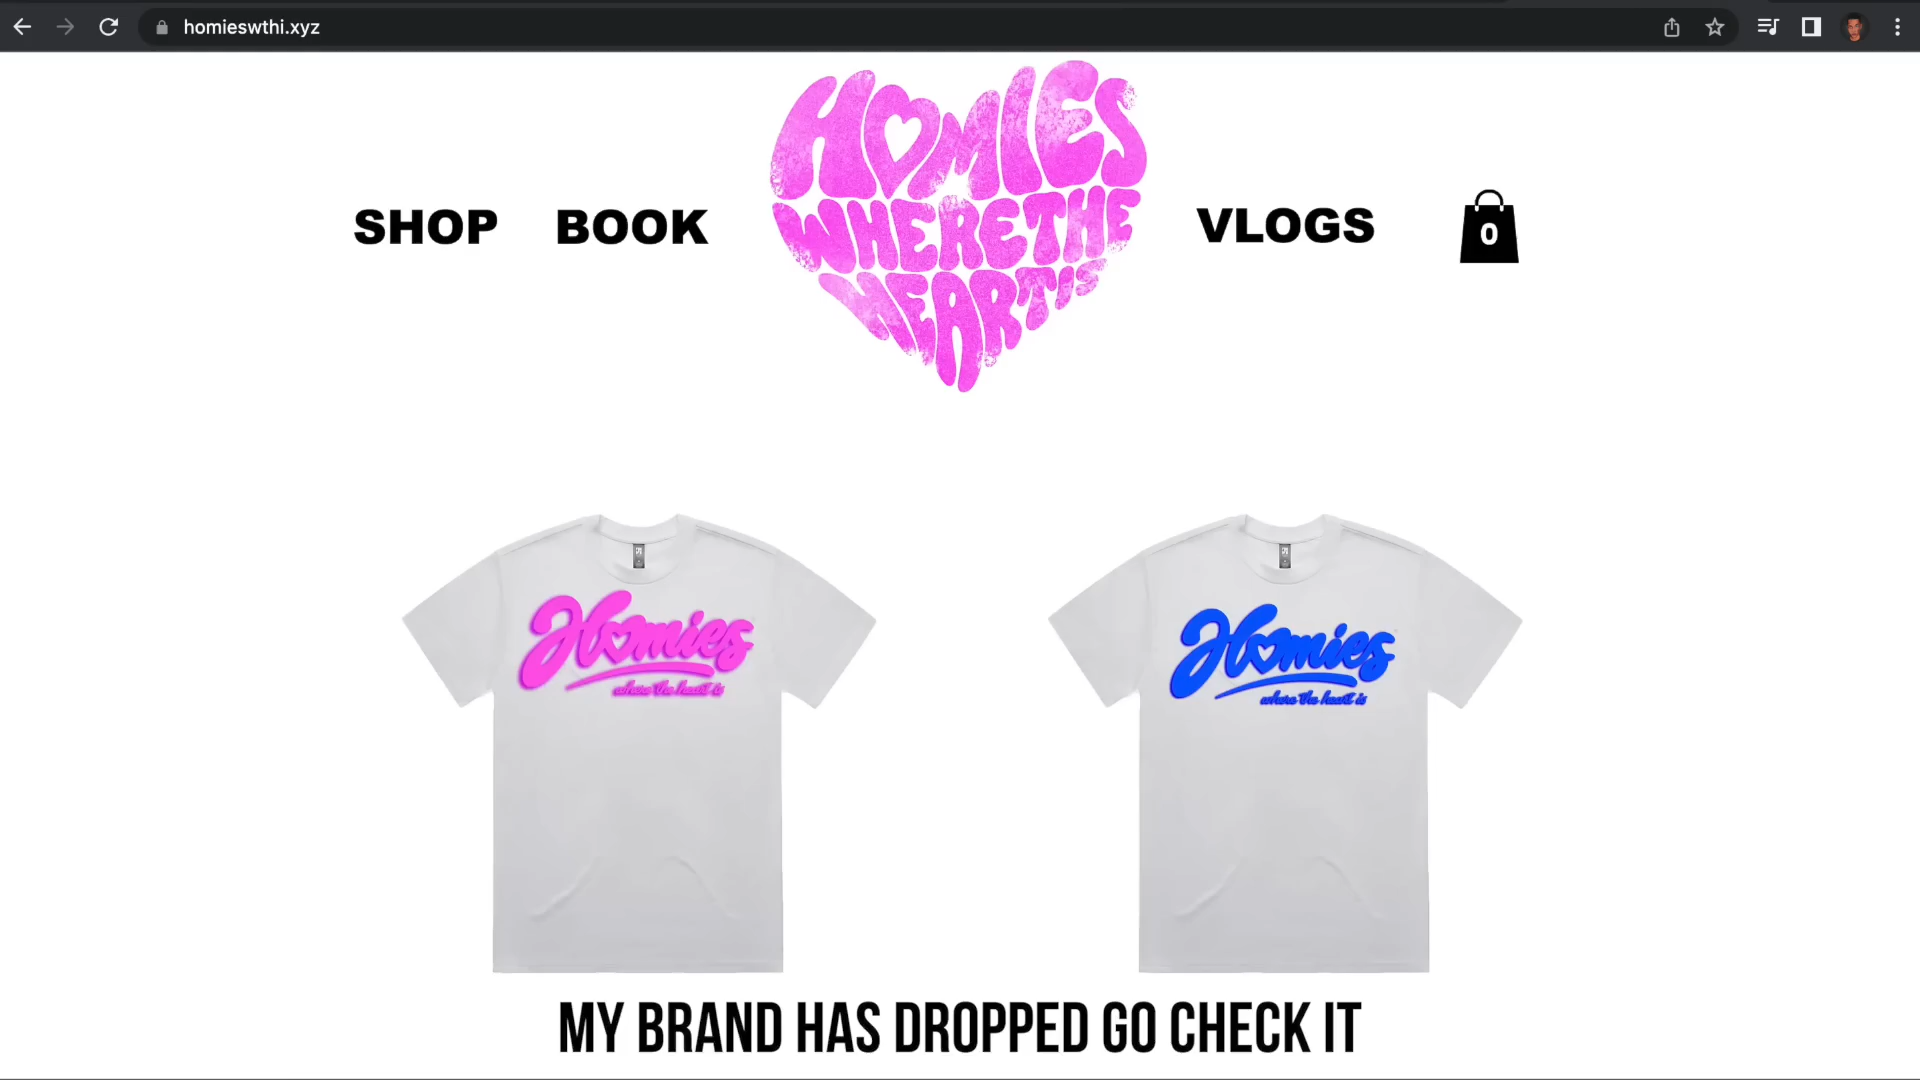 homieswthi.xyz
HOMIES
WHERE THE
HEART IS
SHOP
BOOK
VLOGS
0
Homies
where the heart is
Homies
where the heart is
MY BRAND HAS DROPPED GO CHECK IT